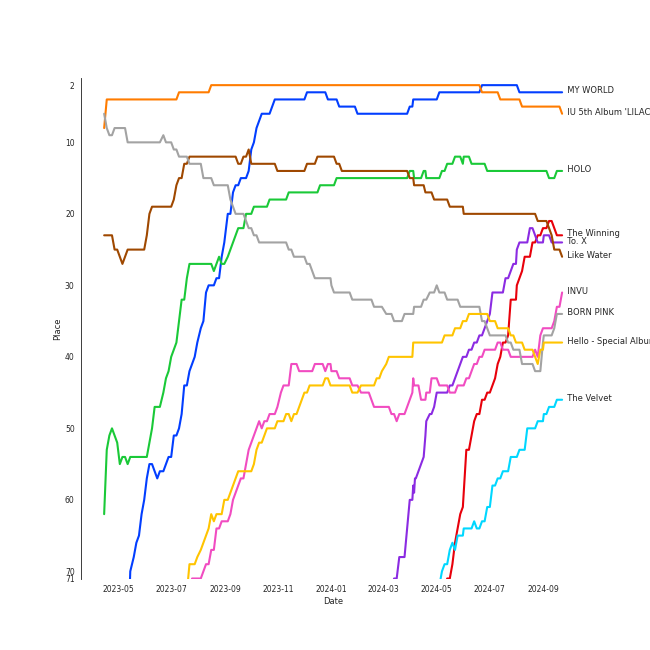 2
10
20
30
40
50
60
70
71
Place
2023-05
2023-07
2023-09
2023-11
2024-01
2024-03
2024-05
2024-07
2024-09
Date
MY WORLD
IU 5th Album 'LILAC
HOLO
The Winning
To. X
Like Water
INVU
BORN PINK
Hello - Special Albu
The Velvet